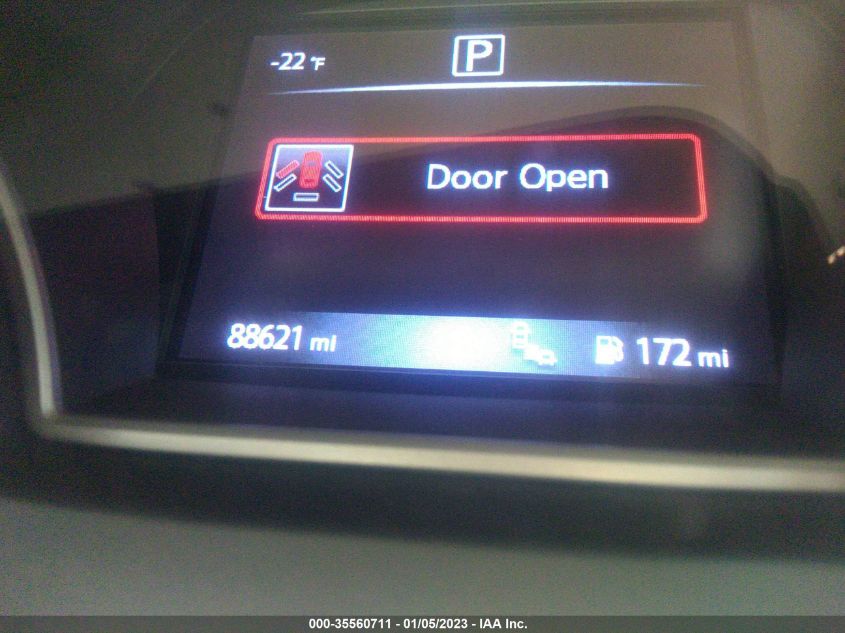 -22 °F
P
Door Open
88621 mi
172 mi
000-35560711 - 01/05/2023 - IAA Inc.